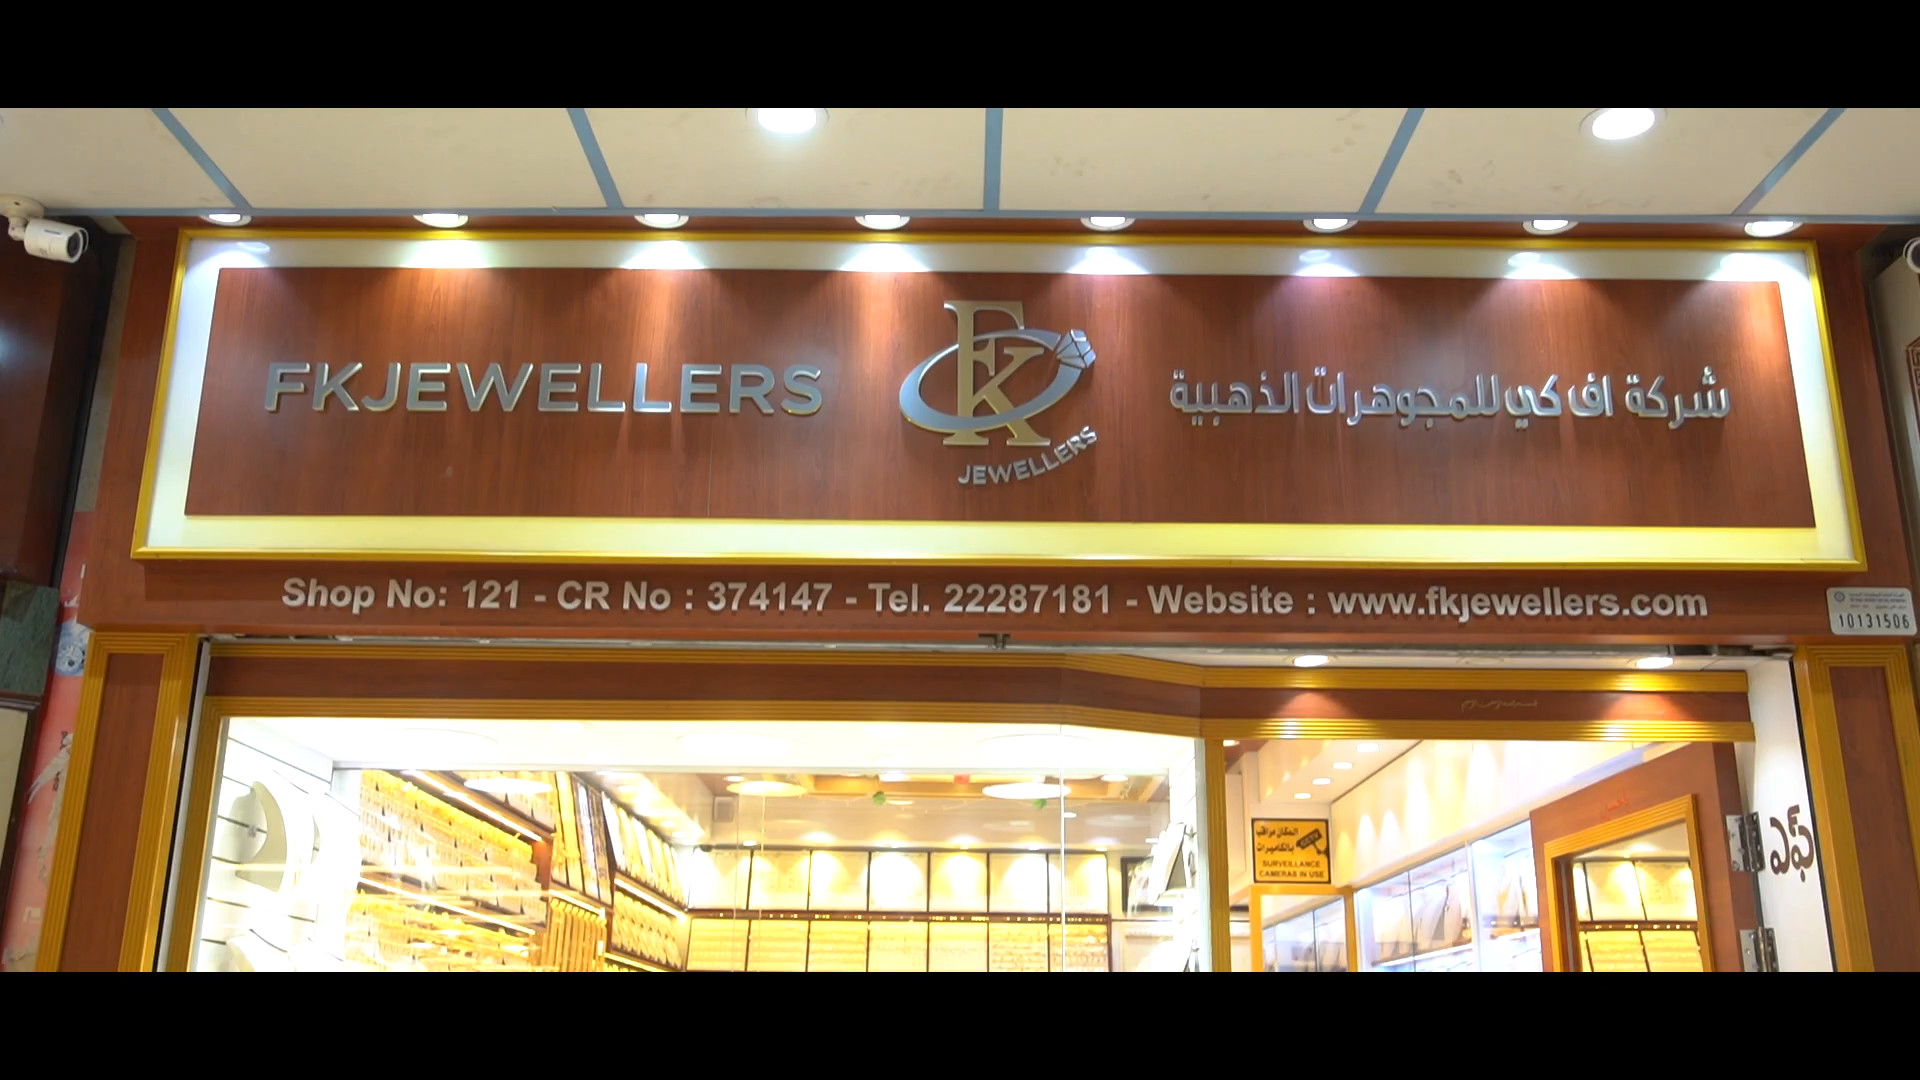 FKJEWELLERS
FK
JEWELLERS
شركة اف كي للمجوهرات الذهبية
Shop No: 121 - CR No : 374147 - Tel. 22287181 - Website : www.fkjewellers.com
10131506
المكان مراقب
بالكاميرات
SURVEILLANCE
CAMERAS IN USE